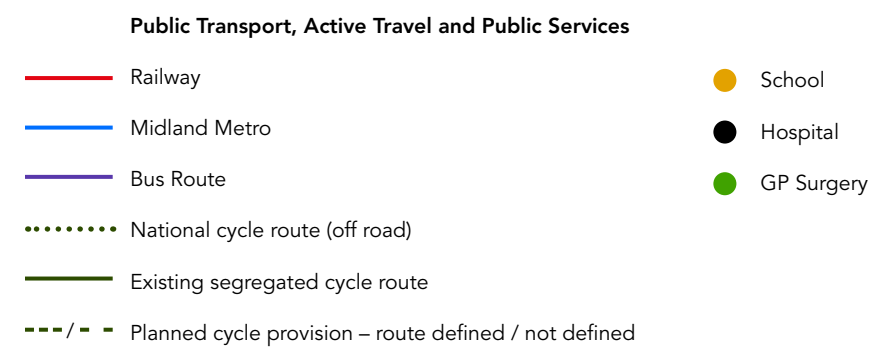 Public Transport, Active Travel and Public Services
Railway
Midland Metro
Bus Route
National cycle route (off road)
Existing segregated cycle route
/
Planned cycle provision – route defined / not defined
School
Hospital
GP Surgery